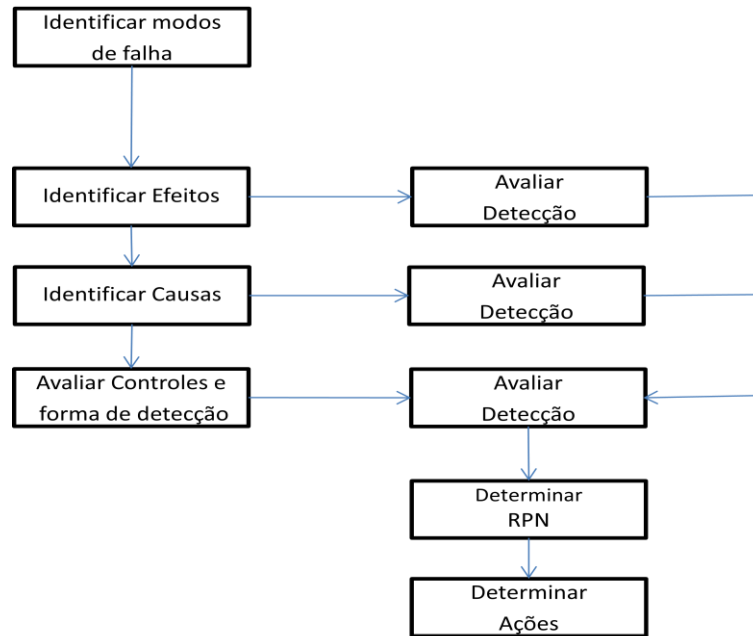 Identificar modos
de falha
Identificar Efeitos
Avaliar
Detecção
Identificar Causas
Avaliar
Detecção
Avaliar Controles e
forma de detecção
Avaliar
Detecção
Determinar
RPN
Determinar
Ações